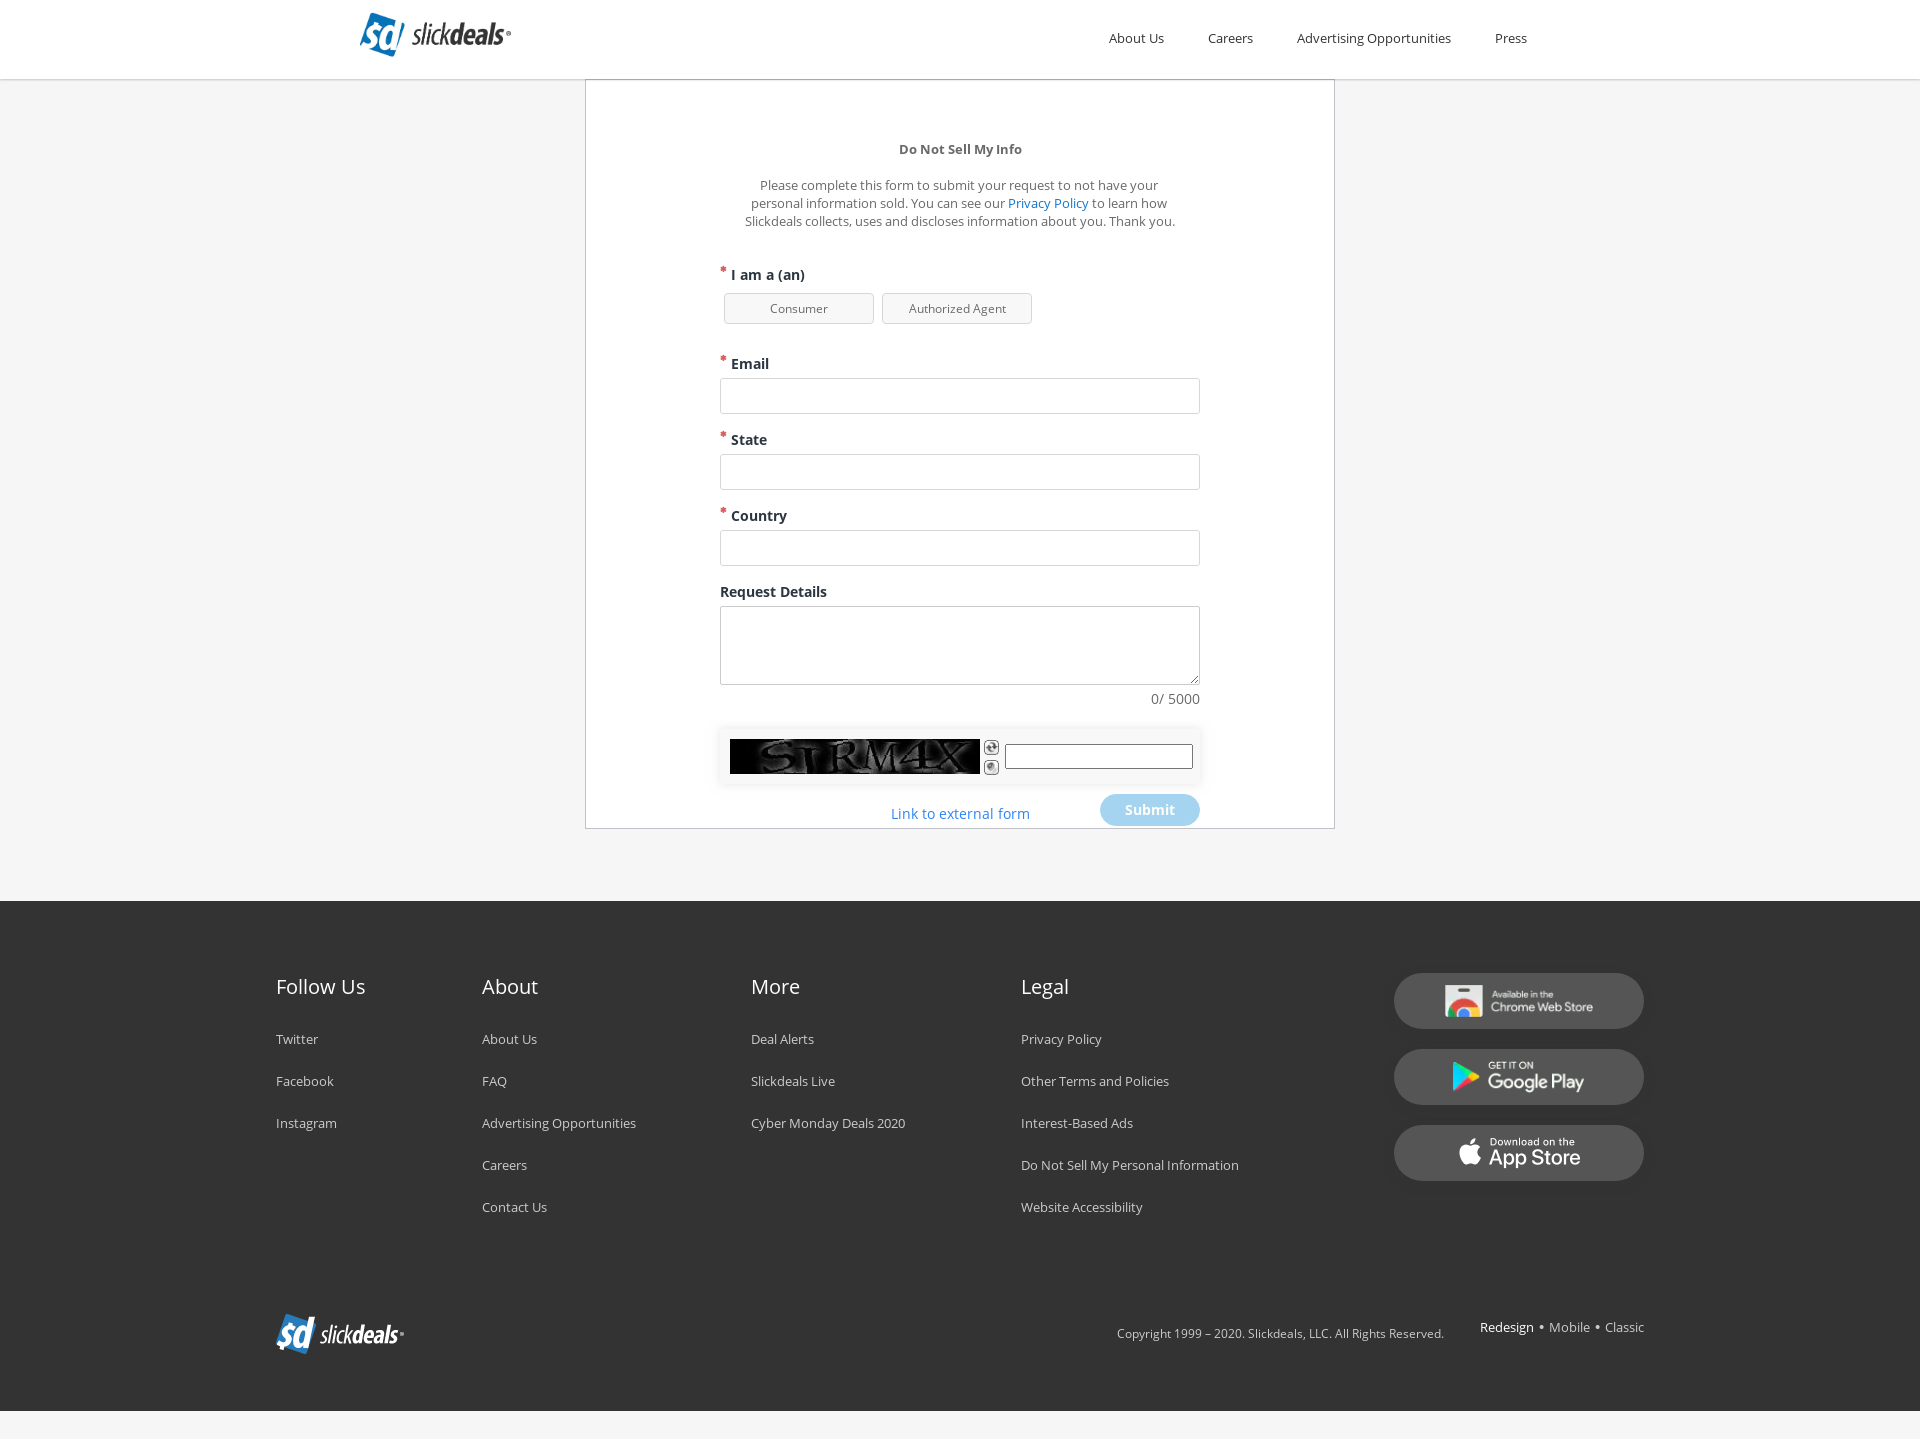 slickdeals
About Us
Careers
Advertising Opportunities
Press
Do Not Sell My Info
Please complete this form to submit your request to not have your
personal information sold. You can see our Privacy Policy to learn how
Slickdeals collects, uses and discloses information about you. Thank you.
* I am a (an)
Consumer
Authorized Agent
* Email
* State
* Country
Request Details
0/ 5000
STRM4X
Link to external form
Submit
Follow Us
Twitter
Facebook
Instagram
About
About Us
FAQ
Advertising Opportunities
Careers
Contact Us
More
Deal Alerts
Slickdeals Live
Cyber Monday Deals 2020
Legal
Privacy Policy
Other Terms and Policies
Interest-Based Ads
Do Not Sell My Personal Information
Website Accessibility
Available in the
Chrome Web Store
GET IT ON
Google Play
Download on the
App Store
slickdeals
Copyright 1999 – 2020. Slickdeals, LLC. All Rights Reserved.
Redesign • Mobile • Classic